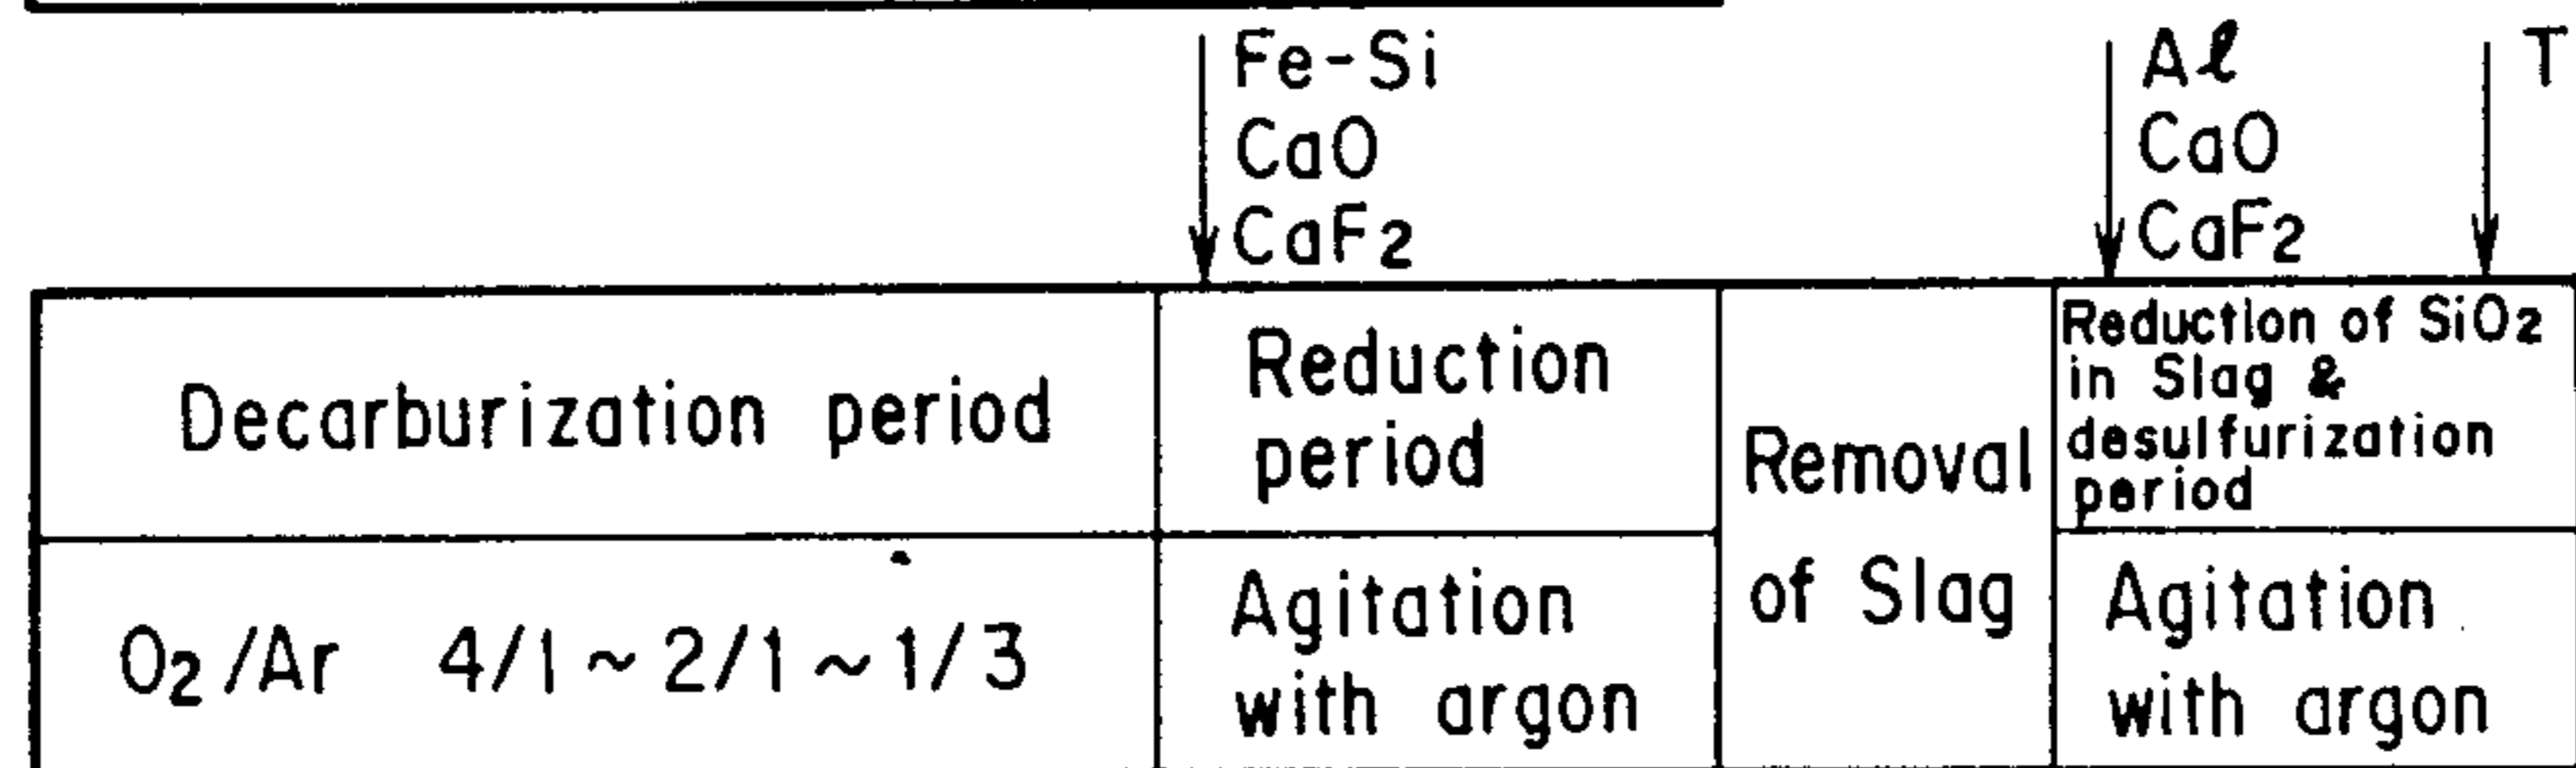 Fe-Si
CaO
CaF2
Al
CaO
CaF2
T
Decarburization period
Reduction
period
Removal
of Slag
Reduction of SiO2
in Slag &
desulfurization
period
O2/Ar 4/1~2/1~1/3
Agitation
with argon
Agitation
with argon